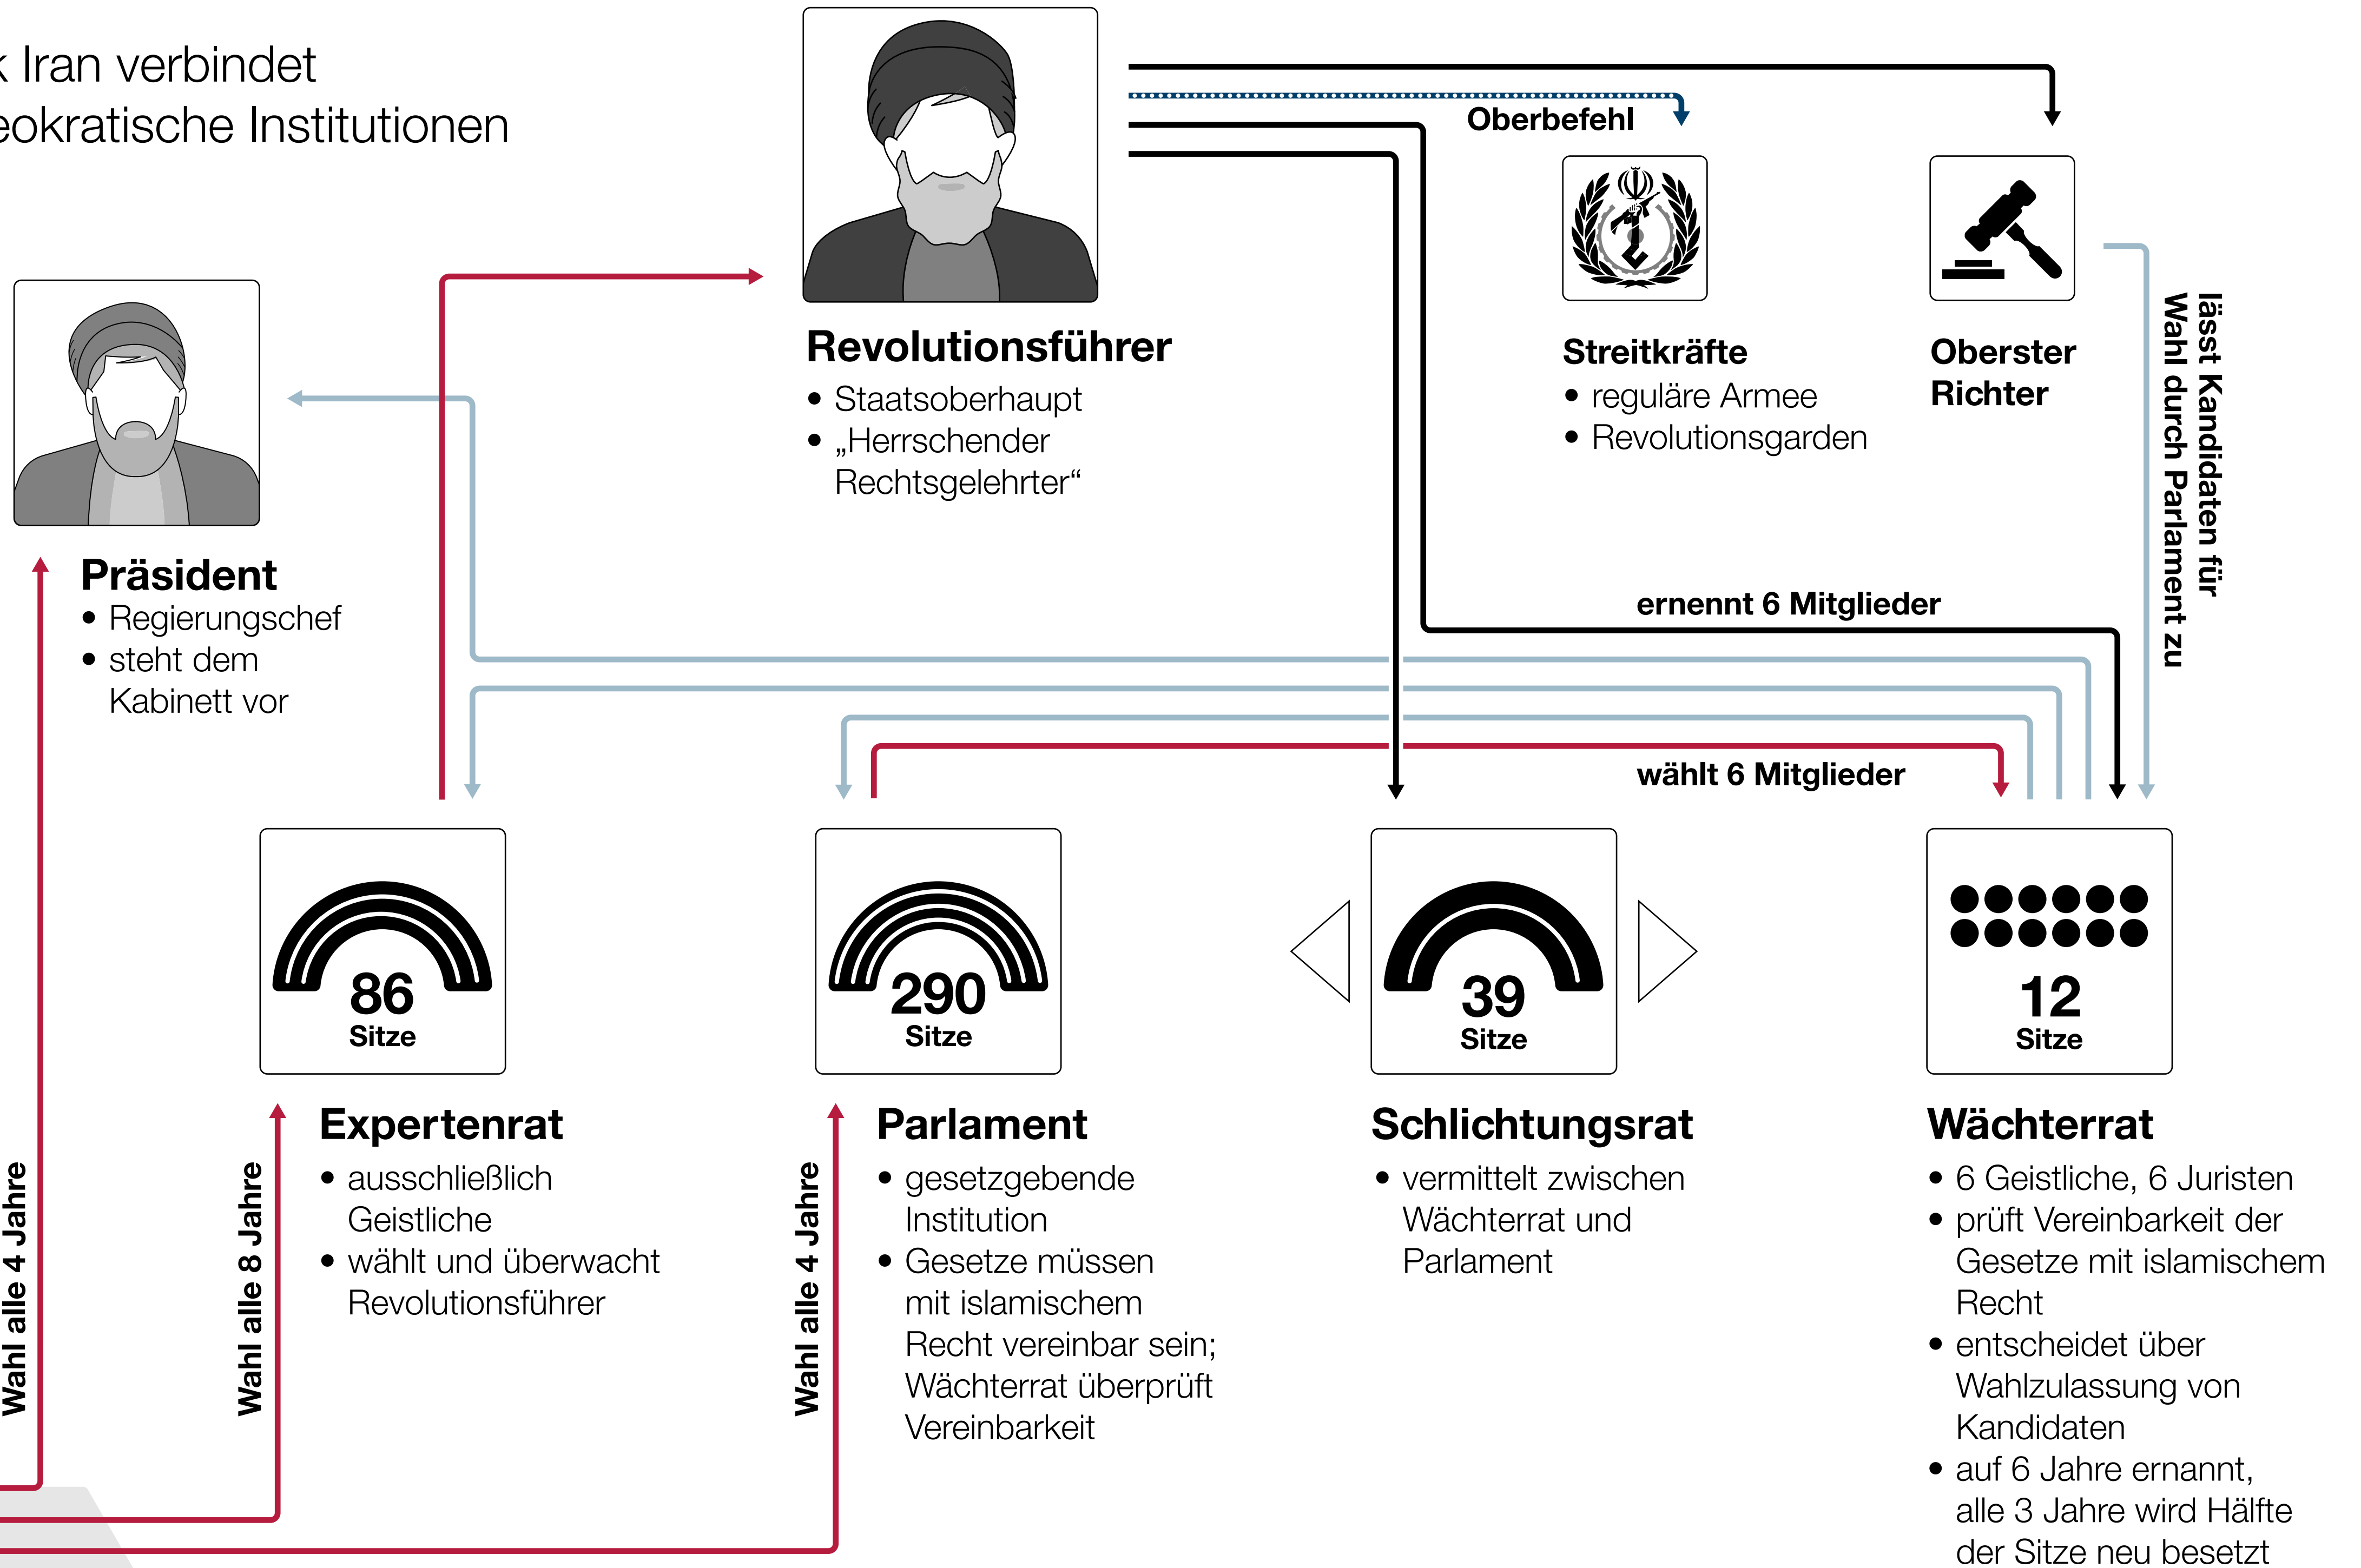 k Iran verbindet
eokratische Institutionen
Oberbefehl
Revolutionsführer
• Staatsoberhaupt
• „Herrschender
Rechtsgelehrter“
Streitkräfte
• reguläre Armee
• Revolutionsgarden
Oberster
Richter
lässt Kandidaten für
Wahl durch Parlament zu
Präsident
• Regierungschef
• steht dem
Kabinett vor
ernennt 6 Mitglieder
wählt 6 Mitglieder
86
Sitze
290
Sitze
39
Sitze
12
Sitze
Wahl alle 4 Jahre
Wahl alle 8 Jahre
Expertenrat
• ausschließlich
Geistliche
• wählt und überwacht
Revolutionsführer
Wahl alle 4 Jahre
Parlament
• gesetzgebende
Institution
• Gesetze müssen
mit islamischem
Recht vereinbar sein;
Wächterrat überprüft
Vereinbarkeit
Schlichtungsrat
• vermittelt zwischen
Wächterrat und
Parlament
Wächterrat
• 6 Geistliche, 6 Juristen
• prüft Vereinbarkeit der
Gesetze mit islamischem
Recht
• entscheidet über
Wahlzulassung von
Kandidaten
• auf 6 Jahre ernannt,
alle 3 Jahre wird Hälfte
der Sitze neu besetzt